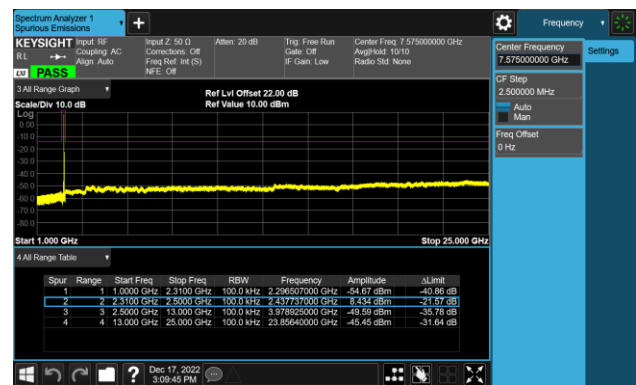 Spectrum Analyzer 1
Spurious Emissions
Frequency
KEYSIGHT Input: RF Input Z: 50 Ω Atten: 20 dB Trig: Free Run Center Freq: 7.575000000 GHz
RL Coupling: AC Corrections: Off Gate: Off Avg|Hold: 10/10
Align: Auto Freq Ref: Int (S) IF Gain: Low Radio Std: None
LXI PASS NFE: Off
Center Frequency
7.575000000 GHz
Settings
CF Step
2.500000 MHz
Auto
Man
Freq Offset
0 Hz
3 All Range Graph
Ref Lvl Offset 22.00 dB
Scale/Div 10.0 dB Ref Value 10.00 dBm
Log
0.00
-10.0
-20.0
-30.0
-40.0
-50.0
-60.0
-70.0
-80.0
Start 1.000 GHz Stop 25.000 GHz
4 All Range Table
Spur Range Start Freq Stop Freq RBW Frequency Amplitude ΔLimit
1 1 1.0000 GHz 2.3100 GHz 100.0 kHz 2.296507000 GHz -54.67 dBm -40.86 dB
2 2 2.3100 GHz 2.5000 GHz 100.0 kHz 2.437737000 GHz 8.434 dBm -21.57 dB
3 3 2.5000 GHz 13.000 GHz 100.0 kHz 3.978925000 GHz -49.59 dBm -35.78 dB
4 4 13.000 GHz 25.000 GHz 100.0 kHz 23.85640000 GHz -45.45 dBm -31.64 dB
Dec 17, 2022
3:09:45 PM